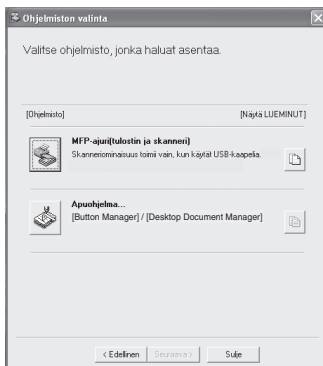 Ohjelmiston valinta
Valitse ohjelmisto, jonka haluat asentaa.
[Ohjelmisto] [Näytä LUEMINUT]
MFP-ajuri(tulostin ja skanneri)
Skanneriominaisuus toimii vain, kun käytät USB-kaapelia.
Apuohjelma...
[Button Manager] / [Desktop Document Manager]
< Edellinen Seuraava > Sulje